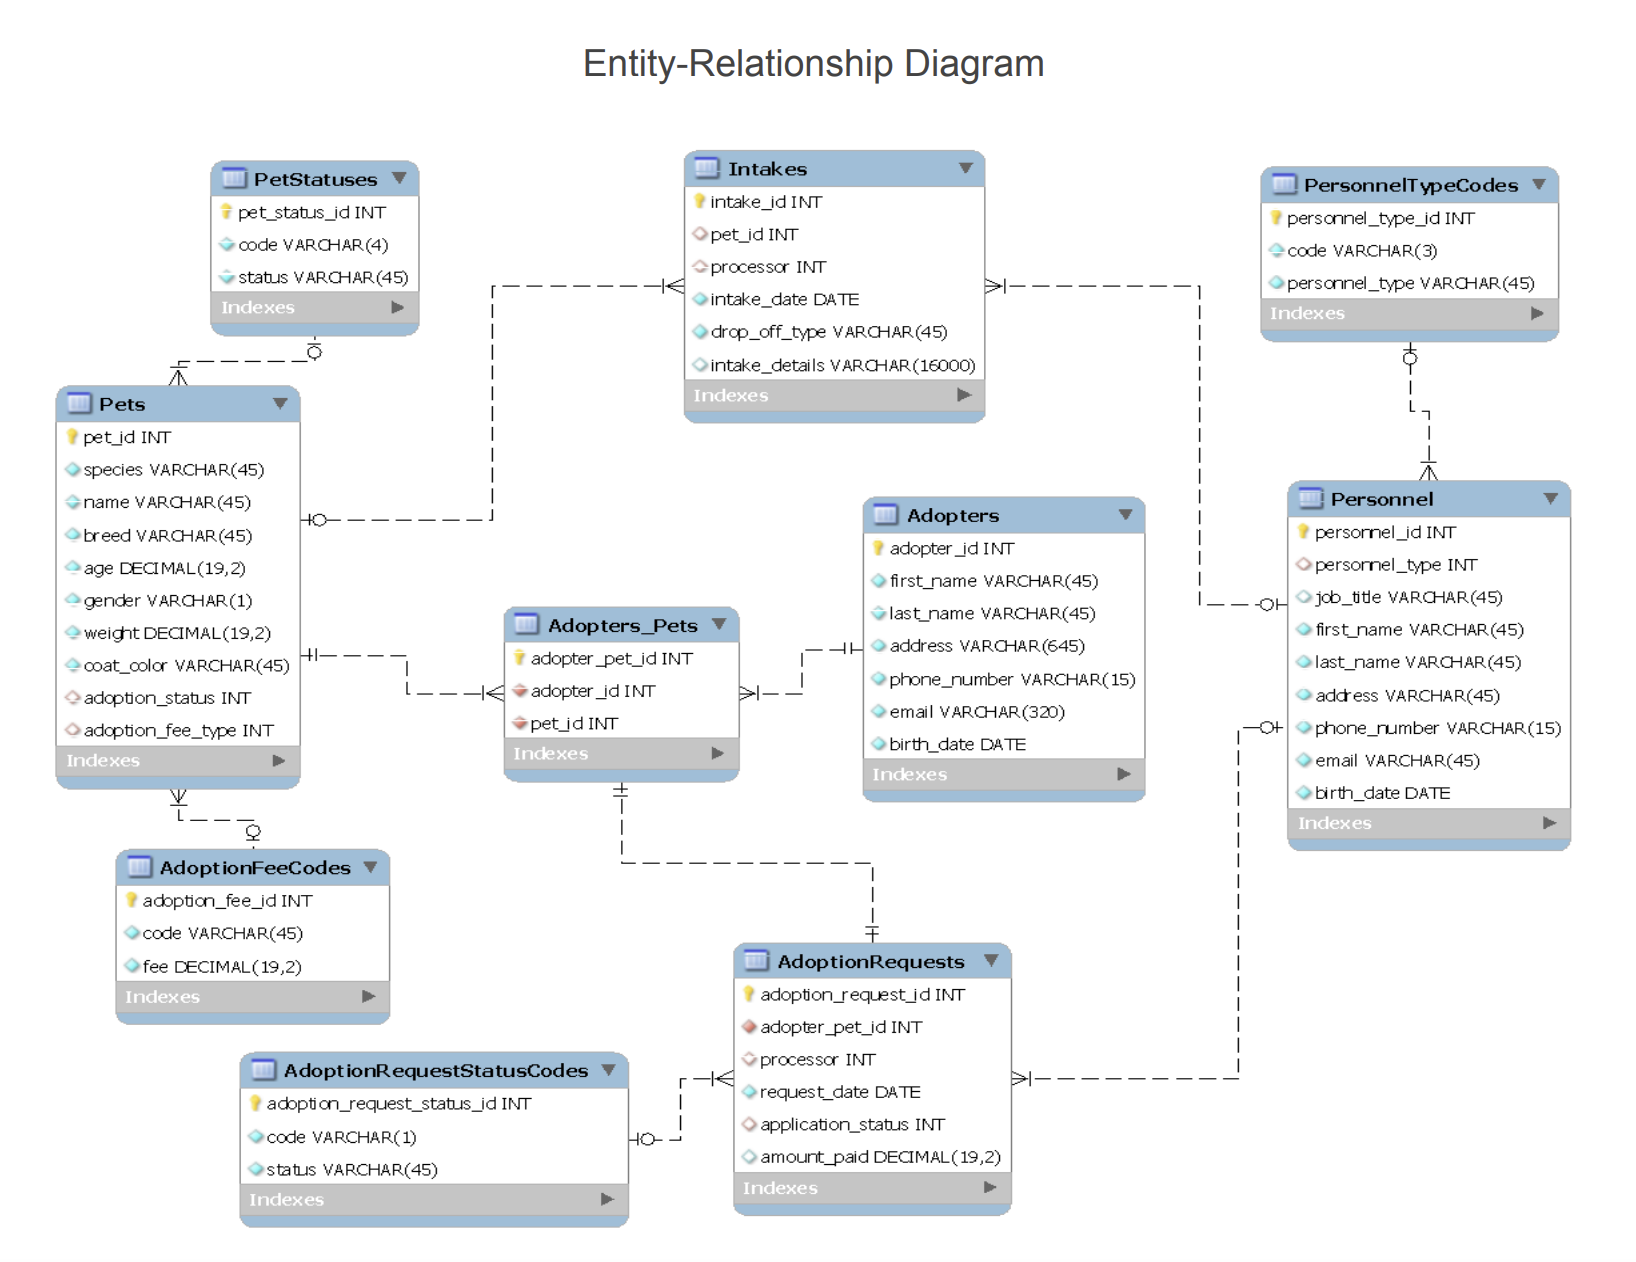 Entity-Relationship Diagram
PetStatuses
pet_status_id INT
code VARCHAR(4)
status VARCHAR(45)
Indexes
Intakes
intake_id INT
pet_id INT
processor INT
intake_date DATE
drop_off_type VARCHAR(45)
intake_details VARCHAR(16000)
Indexes
PersonnelTypeCodes
personnel_type_id INT
code VARCHAR(3)
personnel_type VARCHAR(45)
Indexes
Pets
pet_id INT
species VARCHAR(45)
name VARCHAR(45)
breed VARCHAR(45)
age DECIMAL(19,2)
gender VARCHAR(1)
weight DECIMAL(19,2)
coat_color VARCHAR(45)
adoption_status INT
adoption_fee_type INT
Indexes
Adopters_Pets
adopter_pet_id INT
adopter_id INT
pet_id INT
Indexes
Adopters
adopter_id INT
first_name VARCHAR(45)
last_name VARCHAR(45)
address VARCHAR(645)
phone_number VARCHAR(15)
email VARCHAR(320)
birth_date DATE
Indexes
Personnel
personnel_id INT
personnel_type INT
job_title VARCHAR(45)
first_name VARCHAR(45)
last_name VARCHAR(45)
address VARCHAR(45)
phone_number VARCHAR(15)
email VARCHAR(45)
birth_date DATE
Indexes
AdoptionFeeCodes
adoption_fee_id INT
code VARCHAR(45)
fee DECIMAL(19,2)
Indexes
AdoptionRequests
adoption_request_id INT
adopter_pet_id INT
processor INT
request_date DATE
application_status INT
amount_paid DECIMAL(19,2)
Indexes
AdoptionRequestStatusCodes
adoption_request_status_id INT
code VARCHAR(1)
status VARCHAR(45)
Indexes